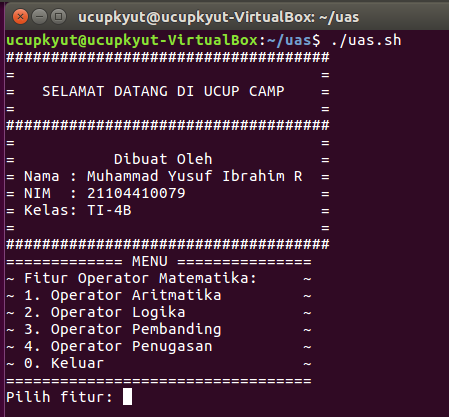 ucupkyut@ucupkyut-VirtualBox: ~/uas
ucupkyut@ucupkyut-VirtualBox:~/uas$ ./uas.sh
####################################
=                                  =
=   SELAMAT DATANG DI UCUP CAMP    =
=                                  =
####################################
=                                  =
=           Dibuat Oleh            =
= Nama : Muhammad Yusuf Ibrahim R  =
= NIM  : 21104410079               =
= Kelas: TI-4B                     =
=                                  =
####################################
============= MENU ===============
~ Fitur Operator Matematika:     ~
~ 1. Operator Aritmatika         ~
~ 2. Operator Logika             ~
~ 3. Operator Pembanding         ~
~ 4. Operator Penugasan          ~
~ 0. Keluar                      ~
==================================
Pilih fitur: